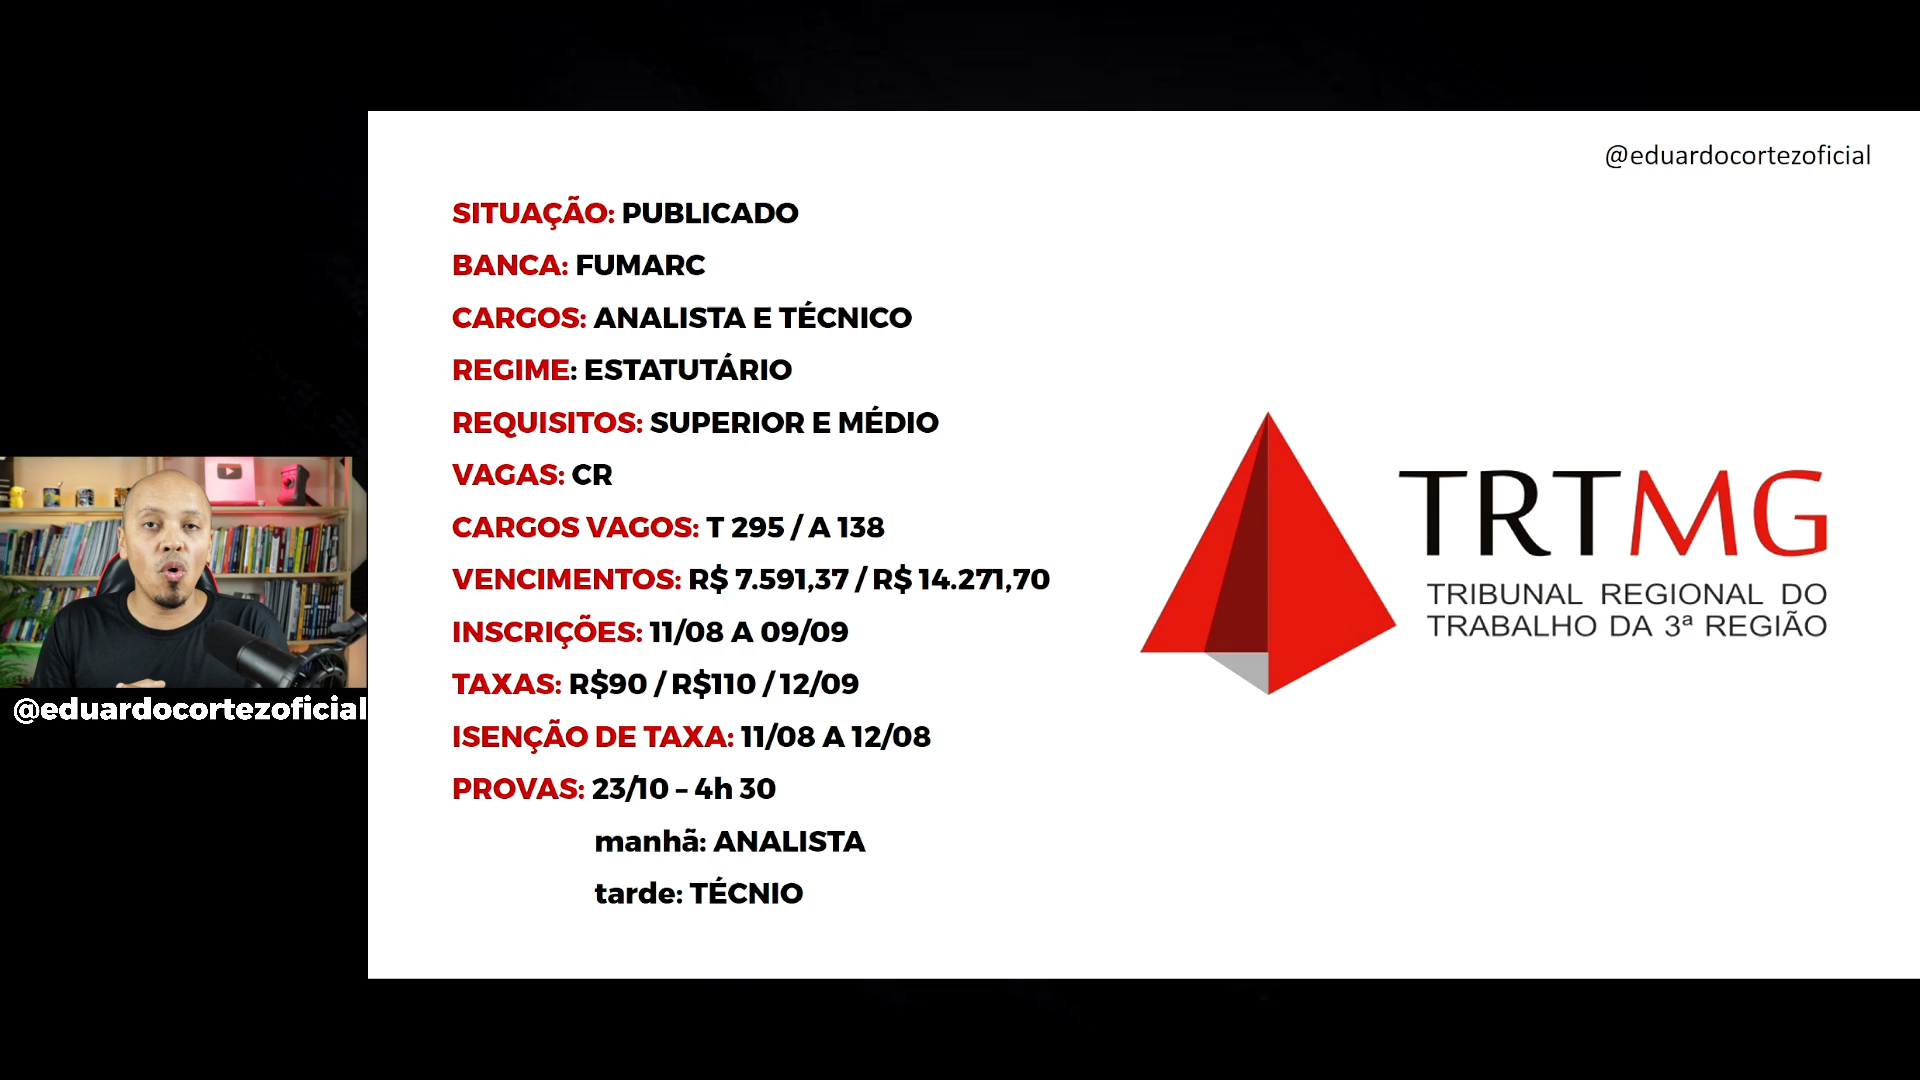 @eduardocortezoficial
SITUAÇÃO: PUBLICADO
BANCA: FUMARC
CARGOS: ANALISTA E TÉCNICO
REGIME: ESTATUTÁRIO
REQUISITOS: SUPERIOR E MÉDIO
VAGAS: CR
CARGOS VAGOS: T 295 / A 138
VENCIMENTOS: R$ 7.591,37 / R$ 14.271,70
INSCRIÇÕES: 11/08 A 09/09
TAXAS: R$90 / R$110 / 12/09
ISENÇÃO DE TAXA: 11/08 A 12/08
PROVAS: 23/10 – 4h 30
manhã: ANALISTA
tarde: TÉCNIO
TRTMG
TRIBUNAL REGIONAL DO
TRABALHO DA 3ª REGIÃO
@eduardocortezoficial